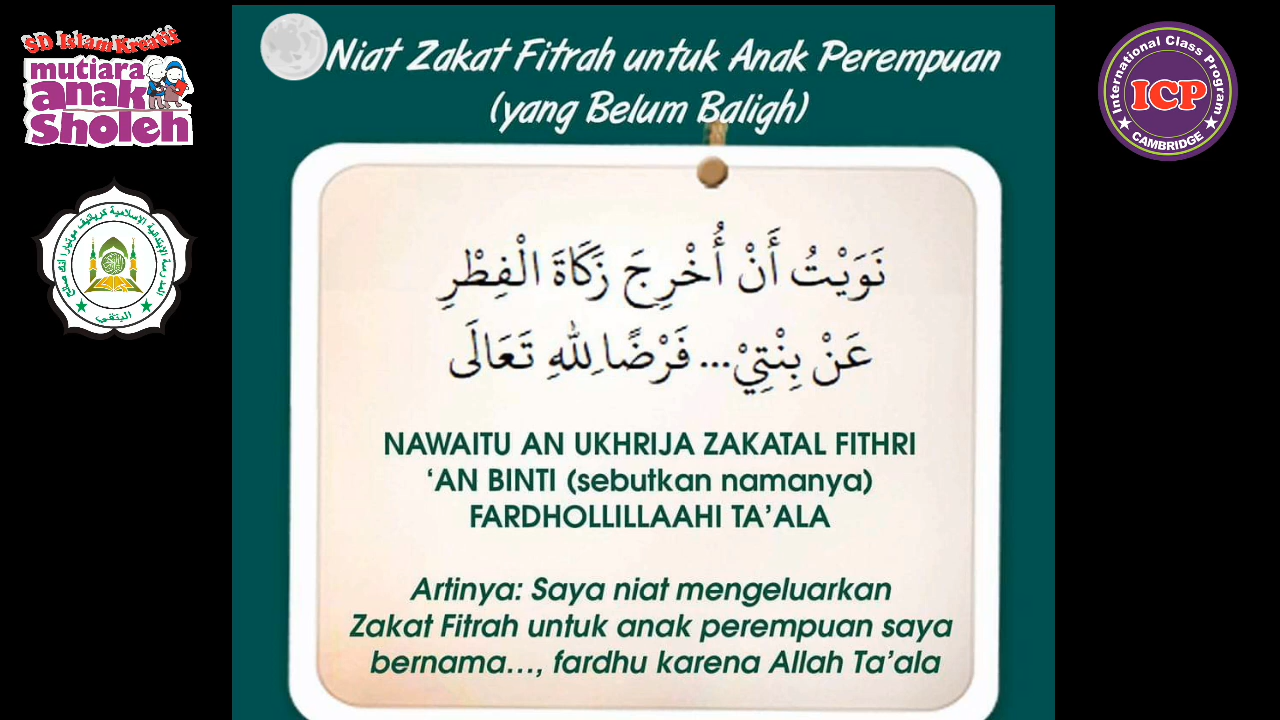 SD Islam Kreatif
mutiara
anak
sholeh
International Class Program
ICP
CAMBRIDGE
Niat Zakat Fitrah untuk Anak Perempuan
(yang Belum Baligh)
نَوَيْتُ أَنْ أُخْرِجَ زَكَاةَ الْفِطْرِ
عَنْ بِنْتِيْ... فَرْضًا لِلّٰهِ تَعَالَى
NAWAITU AN UKHRIJA ZAKATAL FITHRI
‘AN BINTI (sebutkan namanya)
FARDHOLLILLAAHI TA’ALA
Artinya: Saya niat mengeluarkan
Zakat Fitrah untuk anak perempuan saya
bernama..., fardhu karena Allah Ta’ala